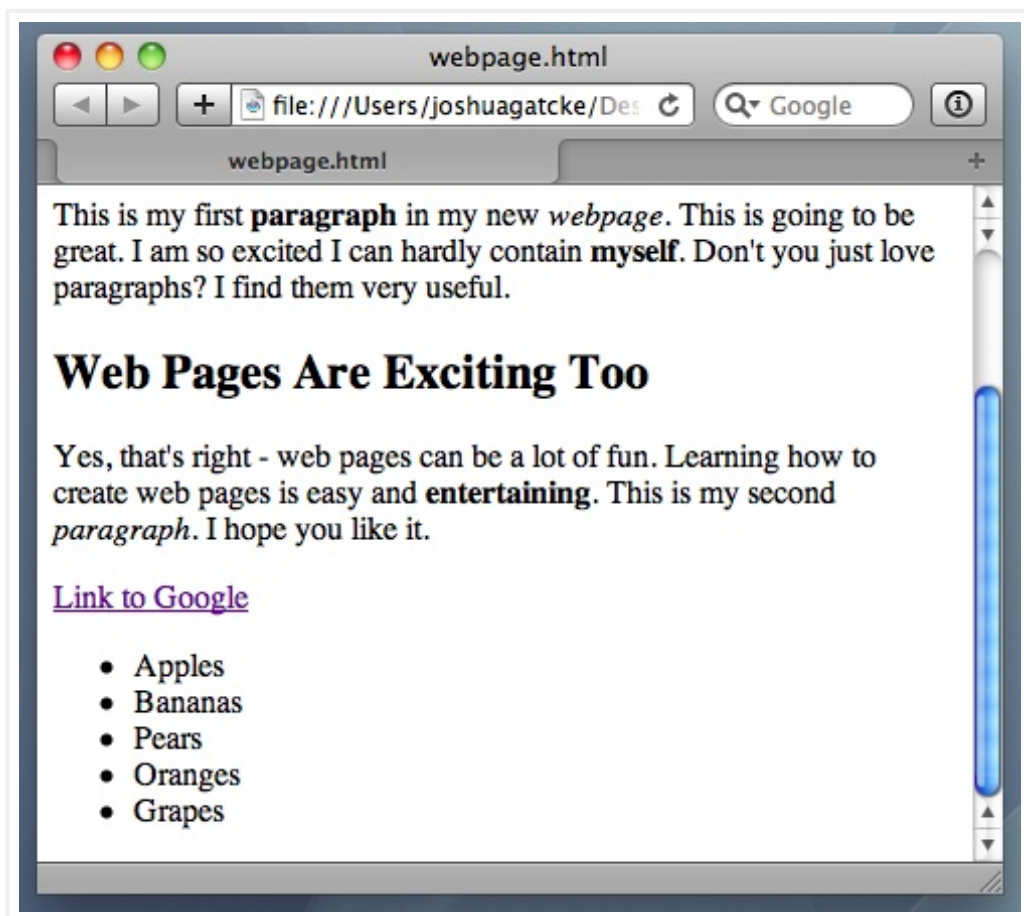 webpage.html
file:///Users/joshuagatcke/Des
Google
webpage.html
This is my first paragraph in my new webpage. This is going to be
great. I am so excited I can hardly contain myself. Don't you just love
paragraphs? I find them very useful.
Web Pages Are Exciting Too
Yes, that's right - web pages can be a lot of fun. Learning how to
create web pages is easy and entertaining. This is my second
paragraph. I hope you like it.
Link to Google
• Apples
• Bananas
• Pears
• Oranges
• Grapes